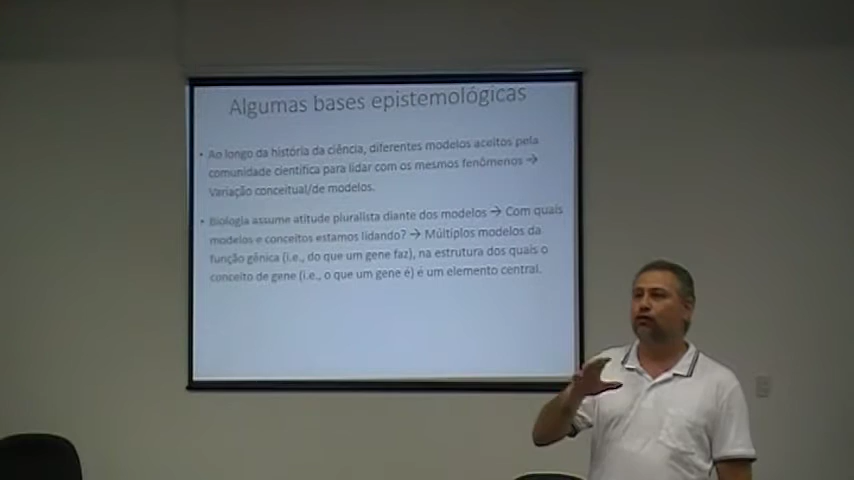 Algumas bases epistemológicas
• Ao longo da história da ciência, diferentes modelos aceitos pela
comunidade científica para lidar com os mesmos fenômenos →
Variação conceitual/de modelos.
• Biologia assume atitude pluralista diante dos modelos → Com quais
modelos e conceitos estamos lidando? → Múltiplos modelos da
função gênica (i.e., do que um gene faz), na estrutura dos quais o
conceito de gene (i.e., o que um gene é) é um elemento central.